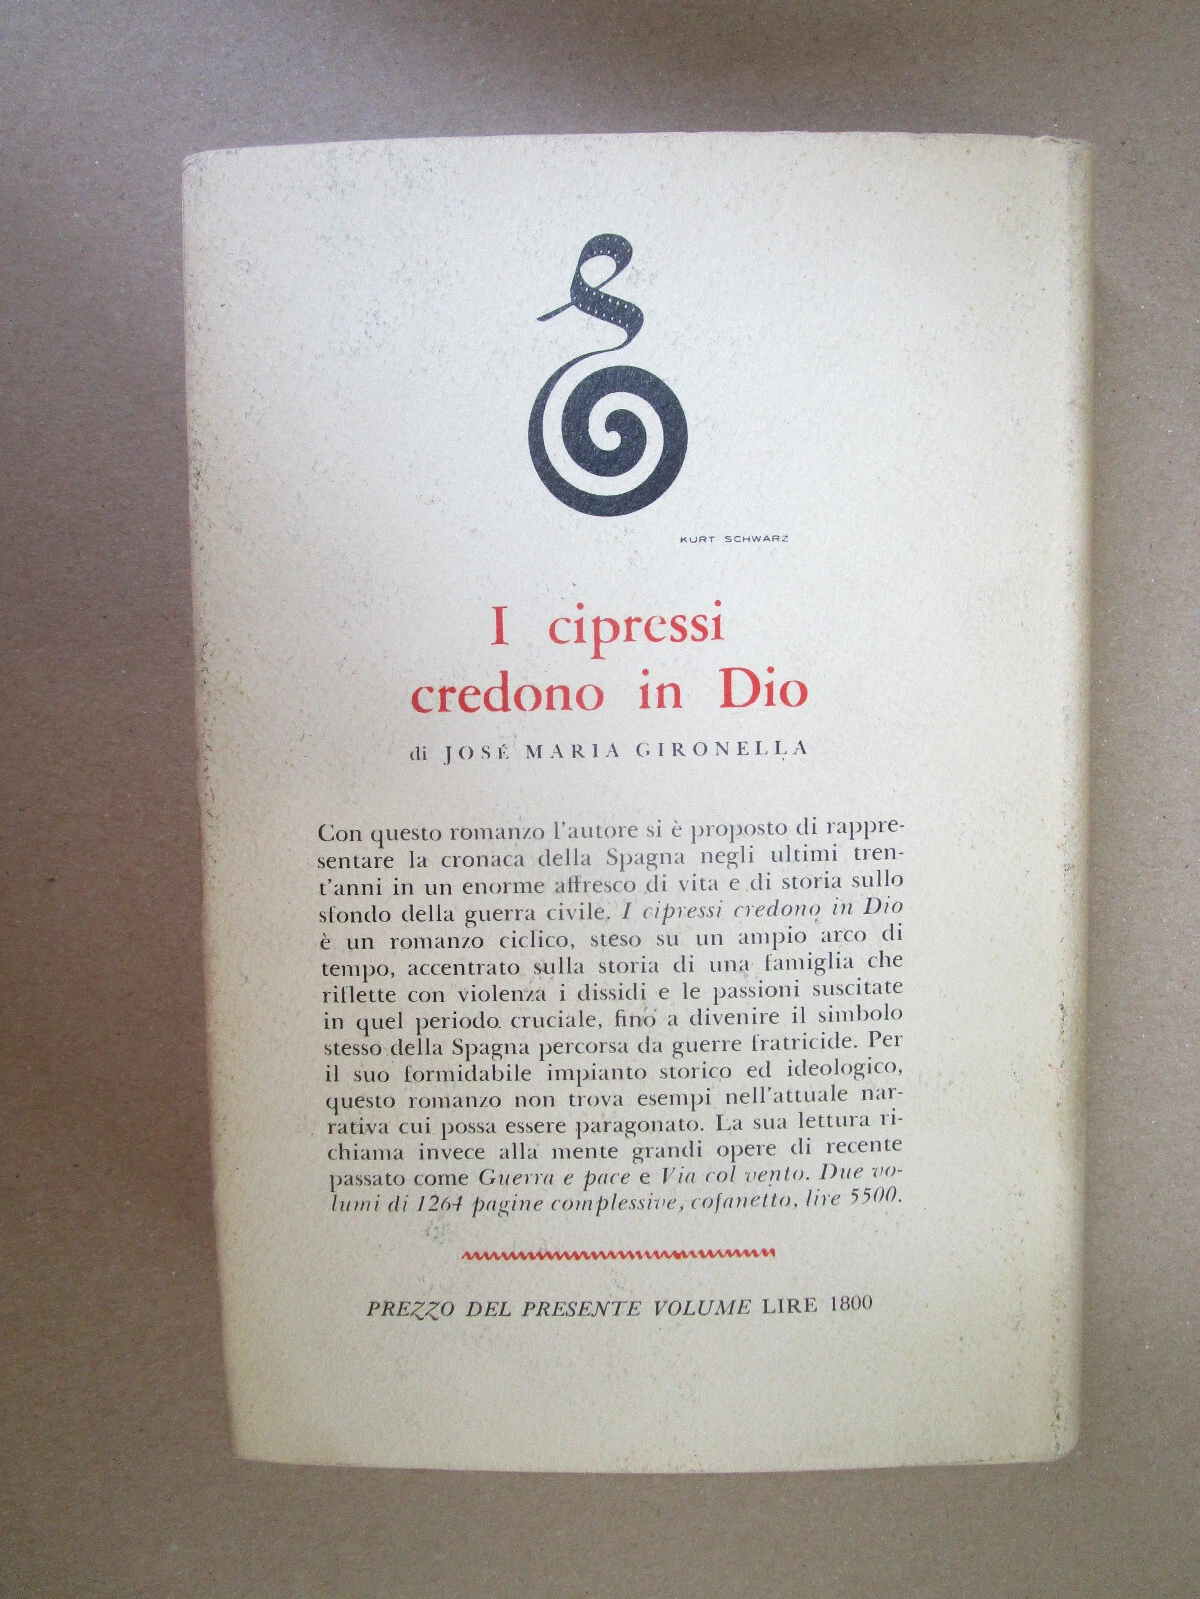 KURT SCHWARZ
I cipressi
credono in Dio
di JOSÉ MARIA GIRONELLA
Con questo romanzo l'autore si è proposto di rappre-
sentare la cronaca della Spagna negli ultimi tren-
t'anni in un enorme affresco di vita e di storia sullo
sfondo della guerra civile. I cipressi credono in Dio
è un romanzo ciclico, steso su un ampio arco di
tempo, accentrato sulla storia di una famiglia che
riflette con violenza i dissidi e le passioni suscitate
in quel periodo cruciale, fino a divenire il simbolo
stesso della Spagna percorsa da guerre fratricide. Per
il suo formidabile impianto storico ed ideologico,
questo romanzo non trova esempi nell'attuale nar-
rativa cui possa essere paragonato. La sua lettura ri-
chiama invece alla mente grandi opere di recente
passato come Guerra e pace e Via col vento. Due vo-
lumi di 1264 pagine complessive, cofanetto, lire 5500.
PREZZO DEL PRESENTE VOLUME LIRE 1800